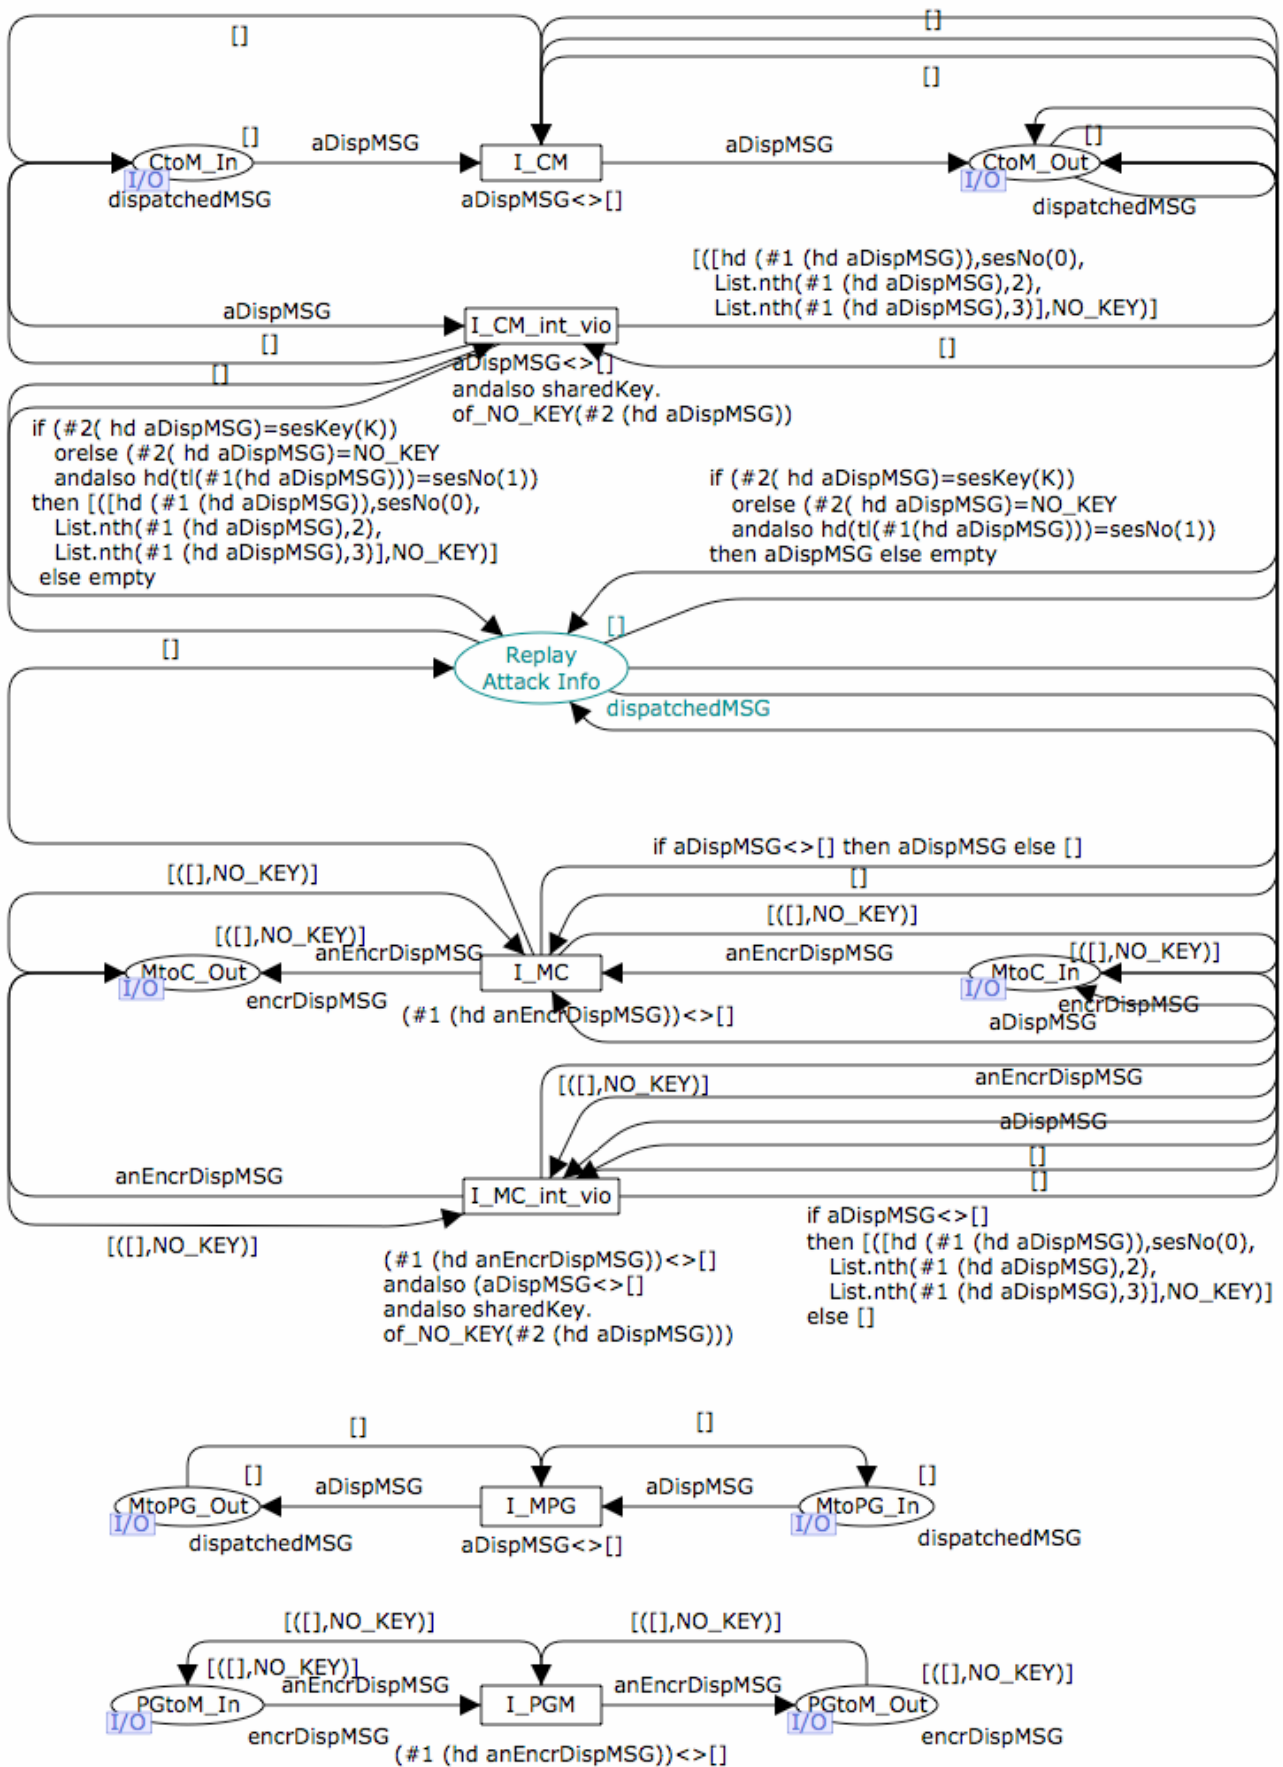 []
[]
[]
[]
aDispMSG
aDispMSG
[]
CtoM_In
I_CM
CtoM_Out
I/O
I/O
dispatchedMSG
aDispMSG<>[]
dispatchedMSG
[([hd (#1 (hd aDispMSG)),sesNo(0),
List.nth(#1 (hd aDispMSG),2),
List.nth(#1 (hd aDispMSG),3)],NO_KEY)]
aDispMSG
I_CM_int_vio
[]
[]
[]
aDispMSG<>[]
andalso sharedKey.
of_NO_KEY(#2 (hd aDispMSG))
if (#2( hd aDispMSG)=sesKey(K))
orelse (#2( hd aDispMSG)=NO_KEY
andalso hd(tl(#1(hd aDispMSG)))=sesNo(1))
then [([hd (#1 (hd aDispMSG)),sesNo(0),
List.nth(#1 (hd aDispMSG),2),
List.nth(#1 (hd aDispMSG),3)],NO_KEY)]
else empty
if (#2( hd aDispMSG)=sesKey(K))
orelse (#2( hd aDispMSG)=NO_KEY
andalso hd(tl(#1(hd aDispMSG)))=sesNo(1))
then aDispMSG else empty
[]
[]
Replay
Attack Info
dispatchedMSG
if aDispMSG<>[] then aDispMSG else []
[([],NO_KEY)]
[]
[([],NO_KEY)]
[([],NO_KEY)]
anEncrDispMSG
anEncrDispMSG
[([],NO_KEY)]
MtoC_Out
I_MC
MtoC_In
I/O
I/O
encrDispMSG
encrDispMSG
(#1 (hd anEncrDispMSG))<>[]
aDispMSG
[([],NO_KEY)]
anEncrDispMSG
aDispMSG
[]
anEncrDispMSG
[]
I_MC_int_vio
[([],NO_KEY)]
(#1 (hd anEncrDispMSG))<>[]
andalso (aDispMSG<>[]
andalso sharedKey.
of_NO_KEY(#2 (hd aDispMSG)))
if aDispMSG<>[]
then [([hd (#1 (hd aDispMSG)),sesNo(0),
List.nth(#1 (hd aDispMSG),2),
List.nth(#1 (hd aDispMSG),3)],NO_KEY)]
else []
[]
[]
[]
aDispMSG
aDispMSG
[]
MtoPG_Out
I_MPG
MtoPG_In
I/O
I/O
dispatchedMSG
aDispMSG<>[]
dispatchedMSG
[([],NO_KEY)]
[([],NO_KEY)]
[([],NO_KEY)]
anEncrDispMSG
anEncrDispMSG
[([],NO_KEY)]
PGtoM_In
I_PGM
PGtoM_Out
I/O
I/O
encrDispMSG
(#1 (hd anEncrDispMSG))<>[]
encrDispMSG